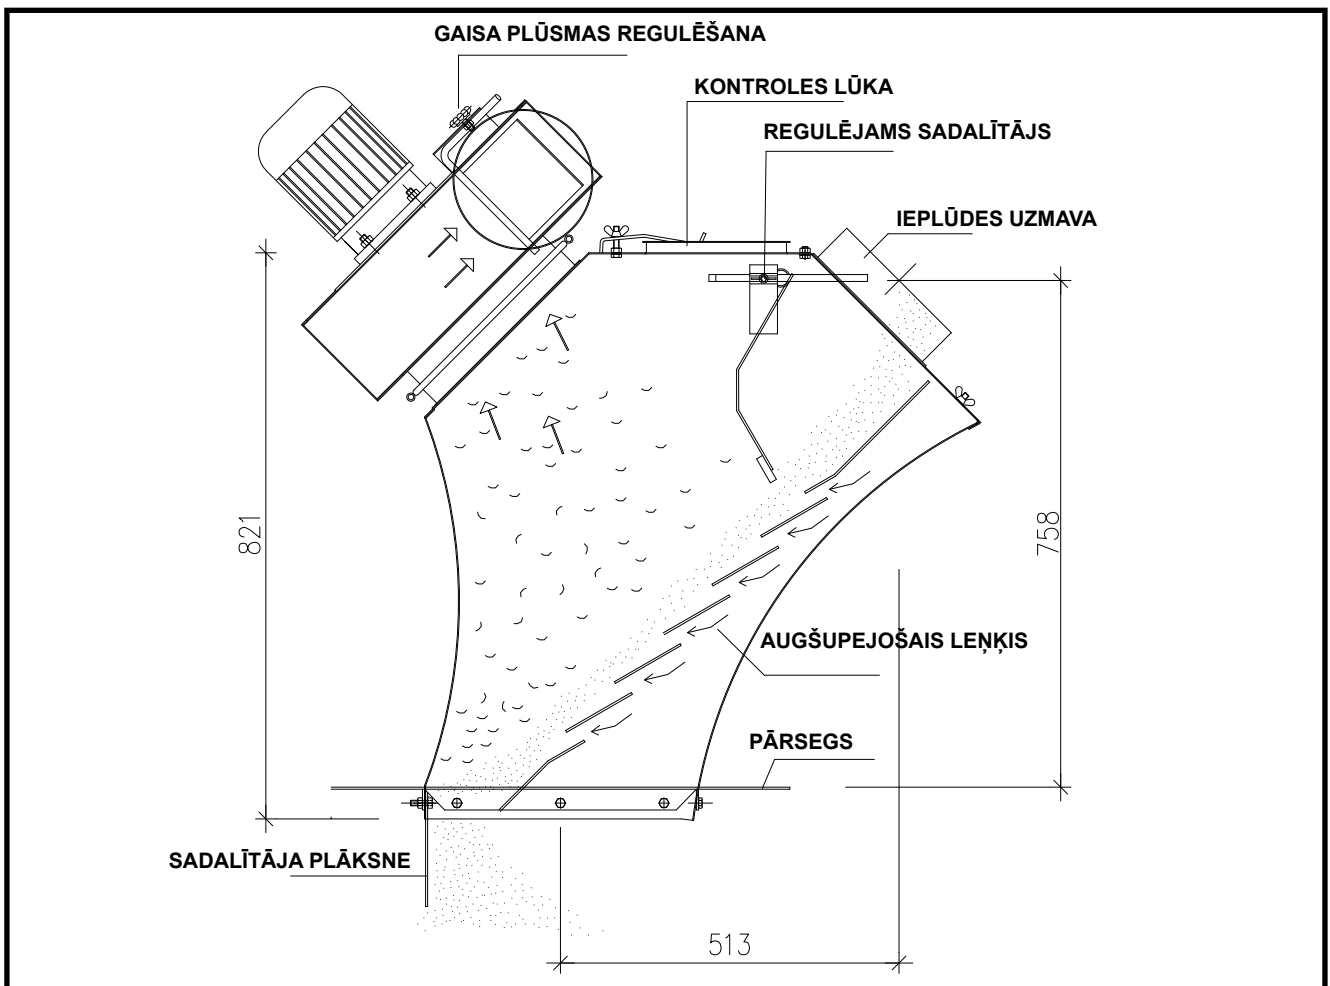 GAISA PLŪSMAS REGULĒŠANA
KONTROLES LŪKA
REGULĒJAMS SADALĪTĀJS
IEPLŪDES UZMAVA
821
758
AUGŠUPEJOŠAIS LEŅĶIS
PĀRSEGS
SADALĪTĀJA PLĀKSNE
513